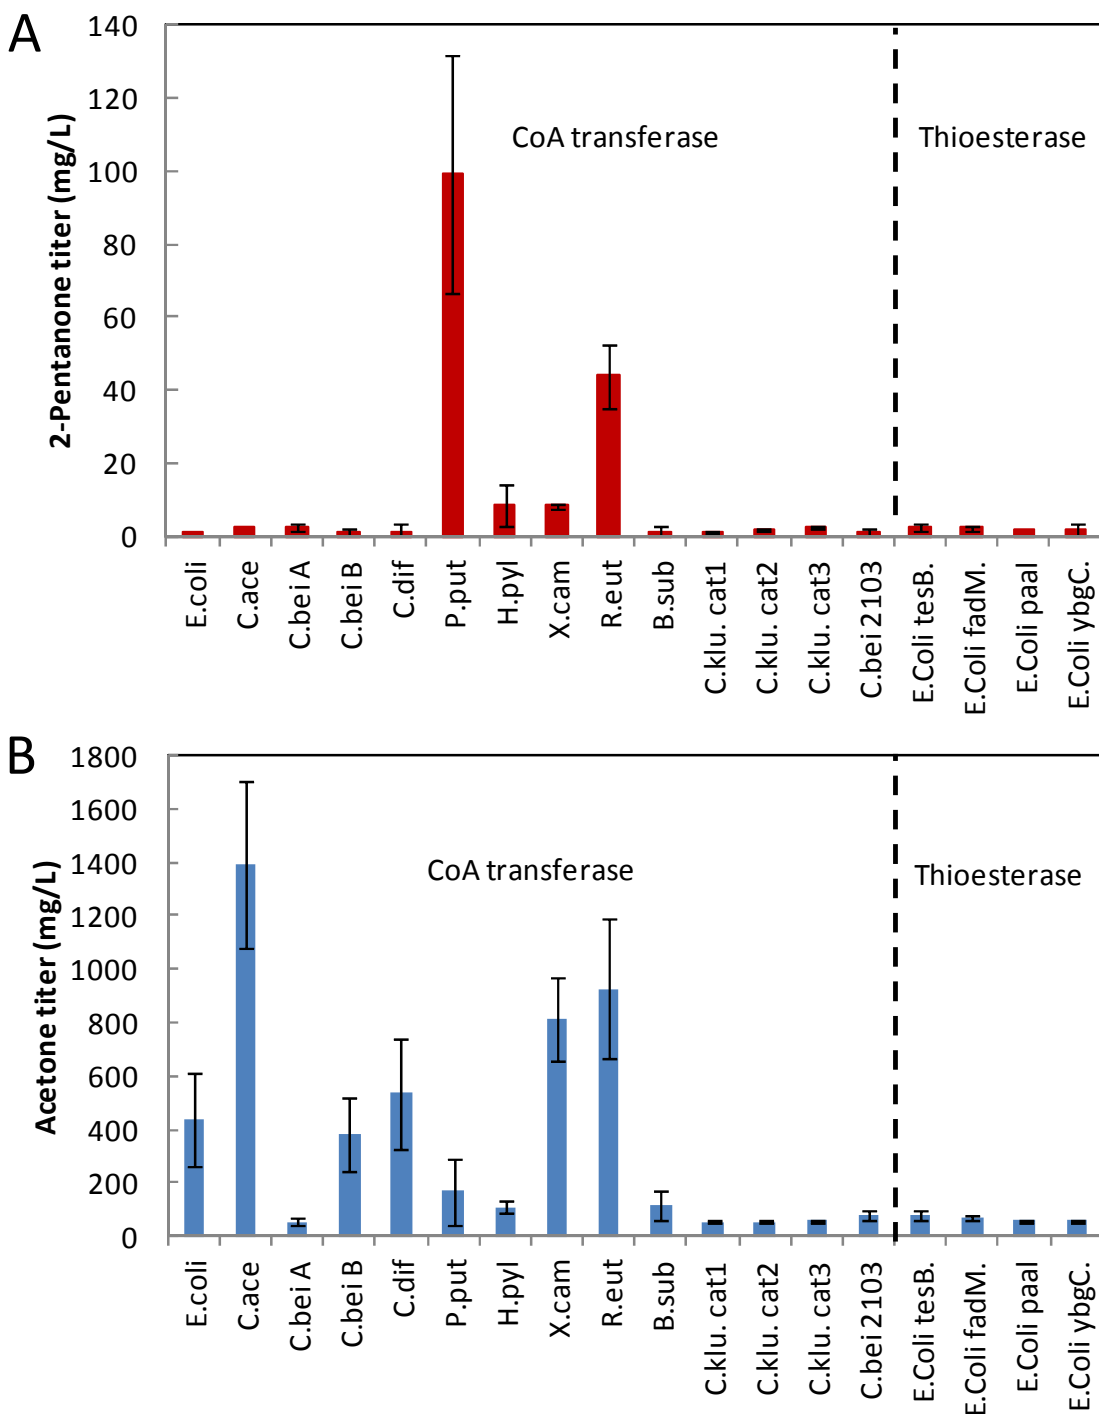 A
140
120
100
80
60
40
20
0
2-Pentanone titer (mg/L)
CoA transferase
Thioesterase
E.coli
C.ace
C.bei A
C.bei B
C.dif
P.put
H.pyl
X.cam
R.eut
B.sub
C.klu. cat1
C.klu. cat2
C.klu. cat3
C.bei 2103
E.Coli tesB.
E.Coli fadM.
E.Coli paal
E.Coli ybgC.
B
1800
1600
1400
1200
1000
800
600
400
200
0
Acetone titer (mg/L)
CoA transferase
Thioesterase
E.coli
C.ace
C.bei A
C.bei B
C.dif
P.put
H.pyl
X.cam
R.eut
B.sub
C.klu. cat1
C.klu. cat2
C.klu. cat3
C.bei 2103
E.Coli tesB.
E.Coli fadM.
E.Coli paal
E.Coli ybgC.